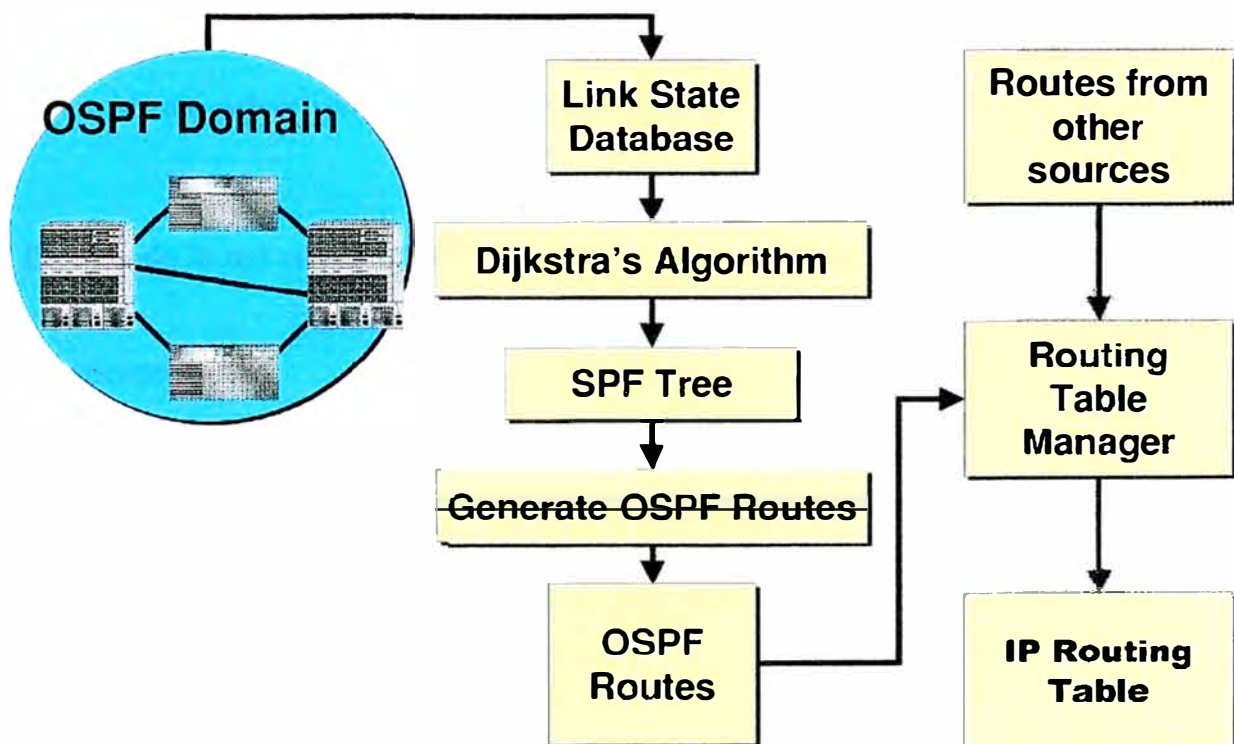 OSPF Domain
Link State
Database
Dijkstra's Algorithm
SPF Tree
Generate OSPF Routes
OSPF
Routes
Routes from
other
sources
Routing
Table
Manager
IP Routing
Table